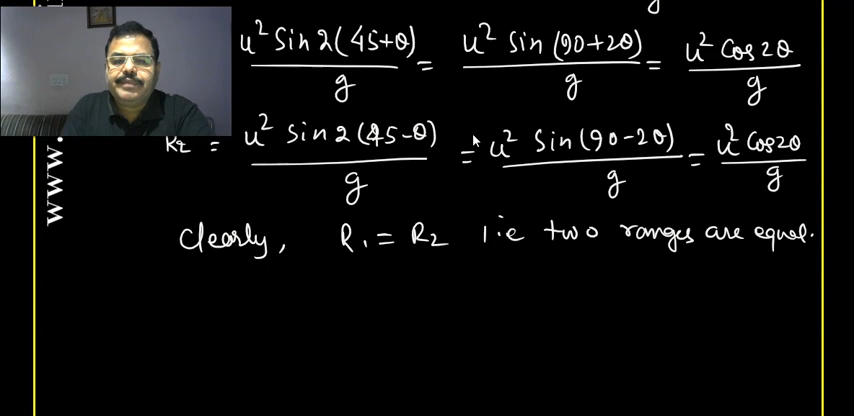 g
u² Sin 2(45+θ) / g = u² Sin (90+2θ) / g = u² Cos 2θ / g
R₂ = u² Sin 2(45-θ) / g = u² Sin (90-2θ) / g = u² Cos 2θ / g
Clearly, R₁ = R₂ i.e two ranges are equal.
www.